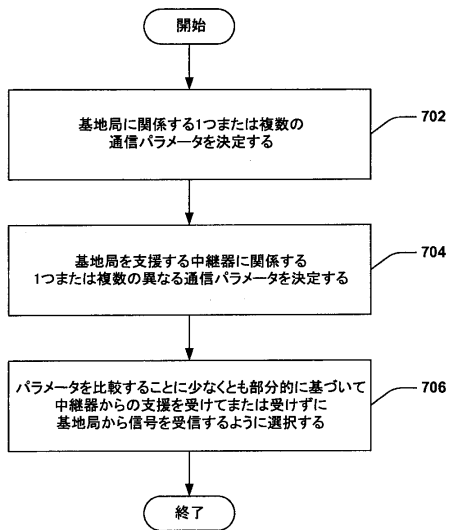 開始
基地局に関係する1つまたは複数の
通信パラメータを決定する
702
基地局を支援する中継器に関係する
1つまたは複数の異なる通信パラメータを決定する
704
パラメータを比較することに少なくとも部分的に基づいて
中継器からの支援を受けてまたは受けずに
基地局から信号を受信するように選択する
706
終了